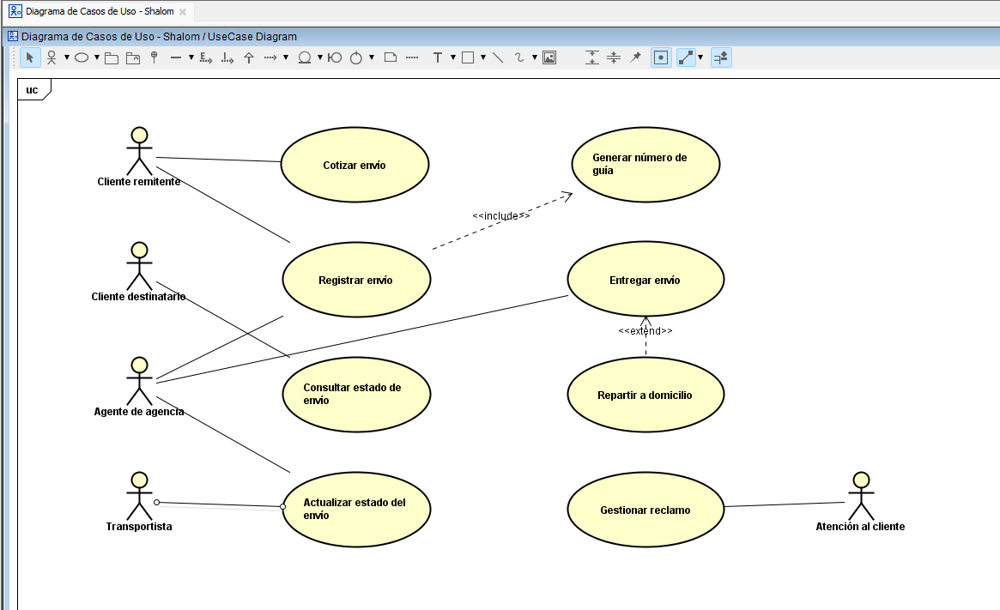 Diagrama de Casos de Uso - Shalom
Diagrama de Casos de Uso - Shalom / UseCase Diagram
uc
Cliente remitente
Cotizar envío
Generar número de
guía
<<include>>
Cliente destinatario
Registrar envío
Entregar envío
<<extend>>
Agente de agencia
Consultar estado de
envío
Repartir a domicilio
Transportista
Actualizar estado del
envío
Gestionar reclamo
Atención al cliente